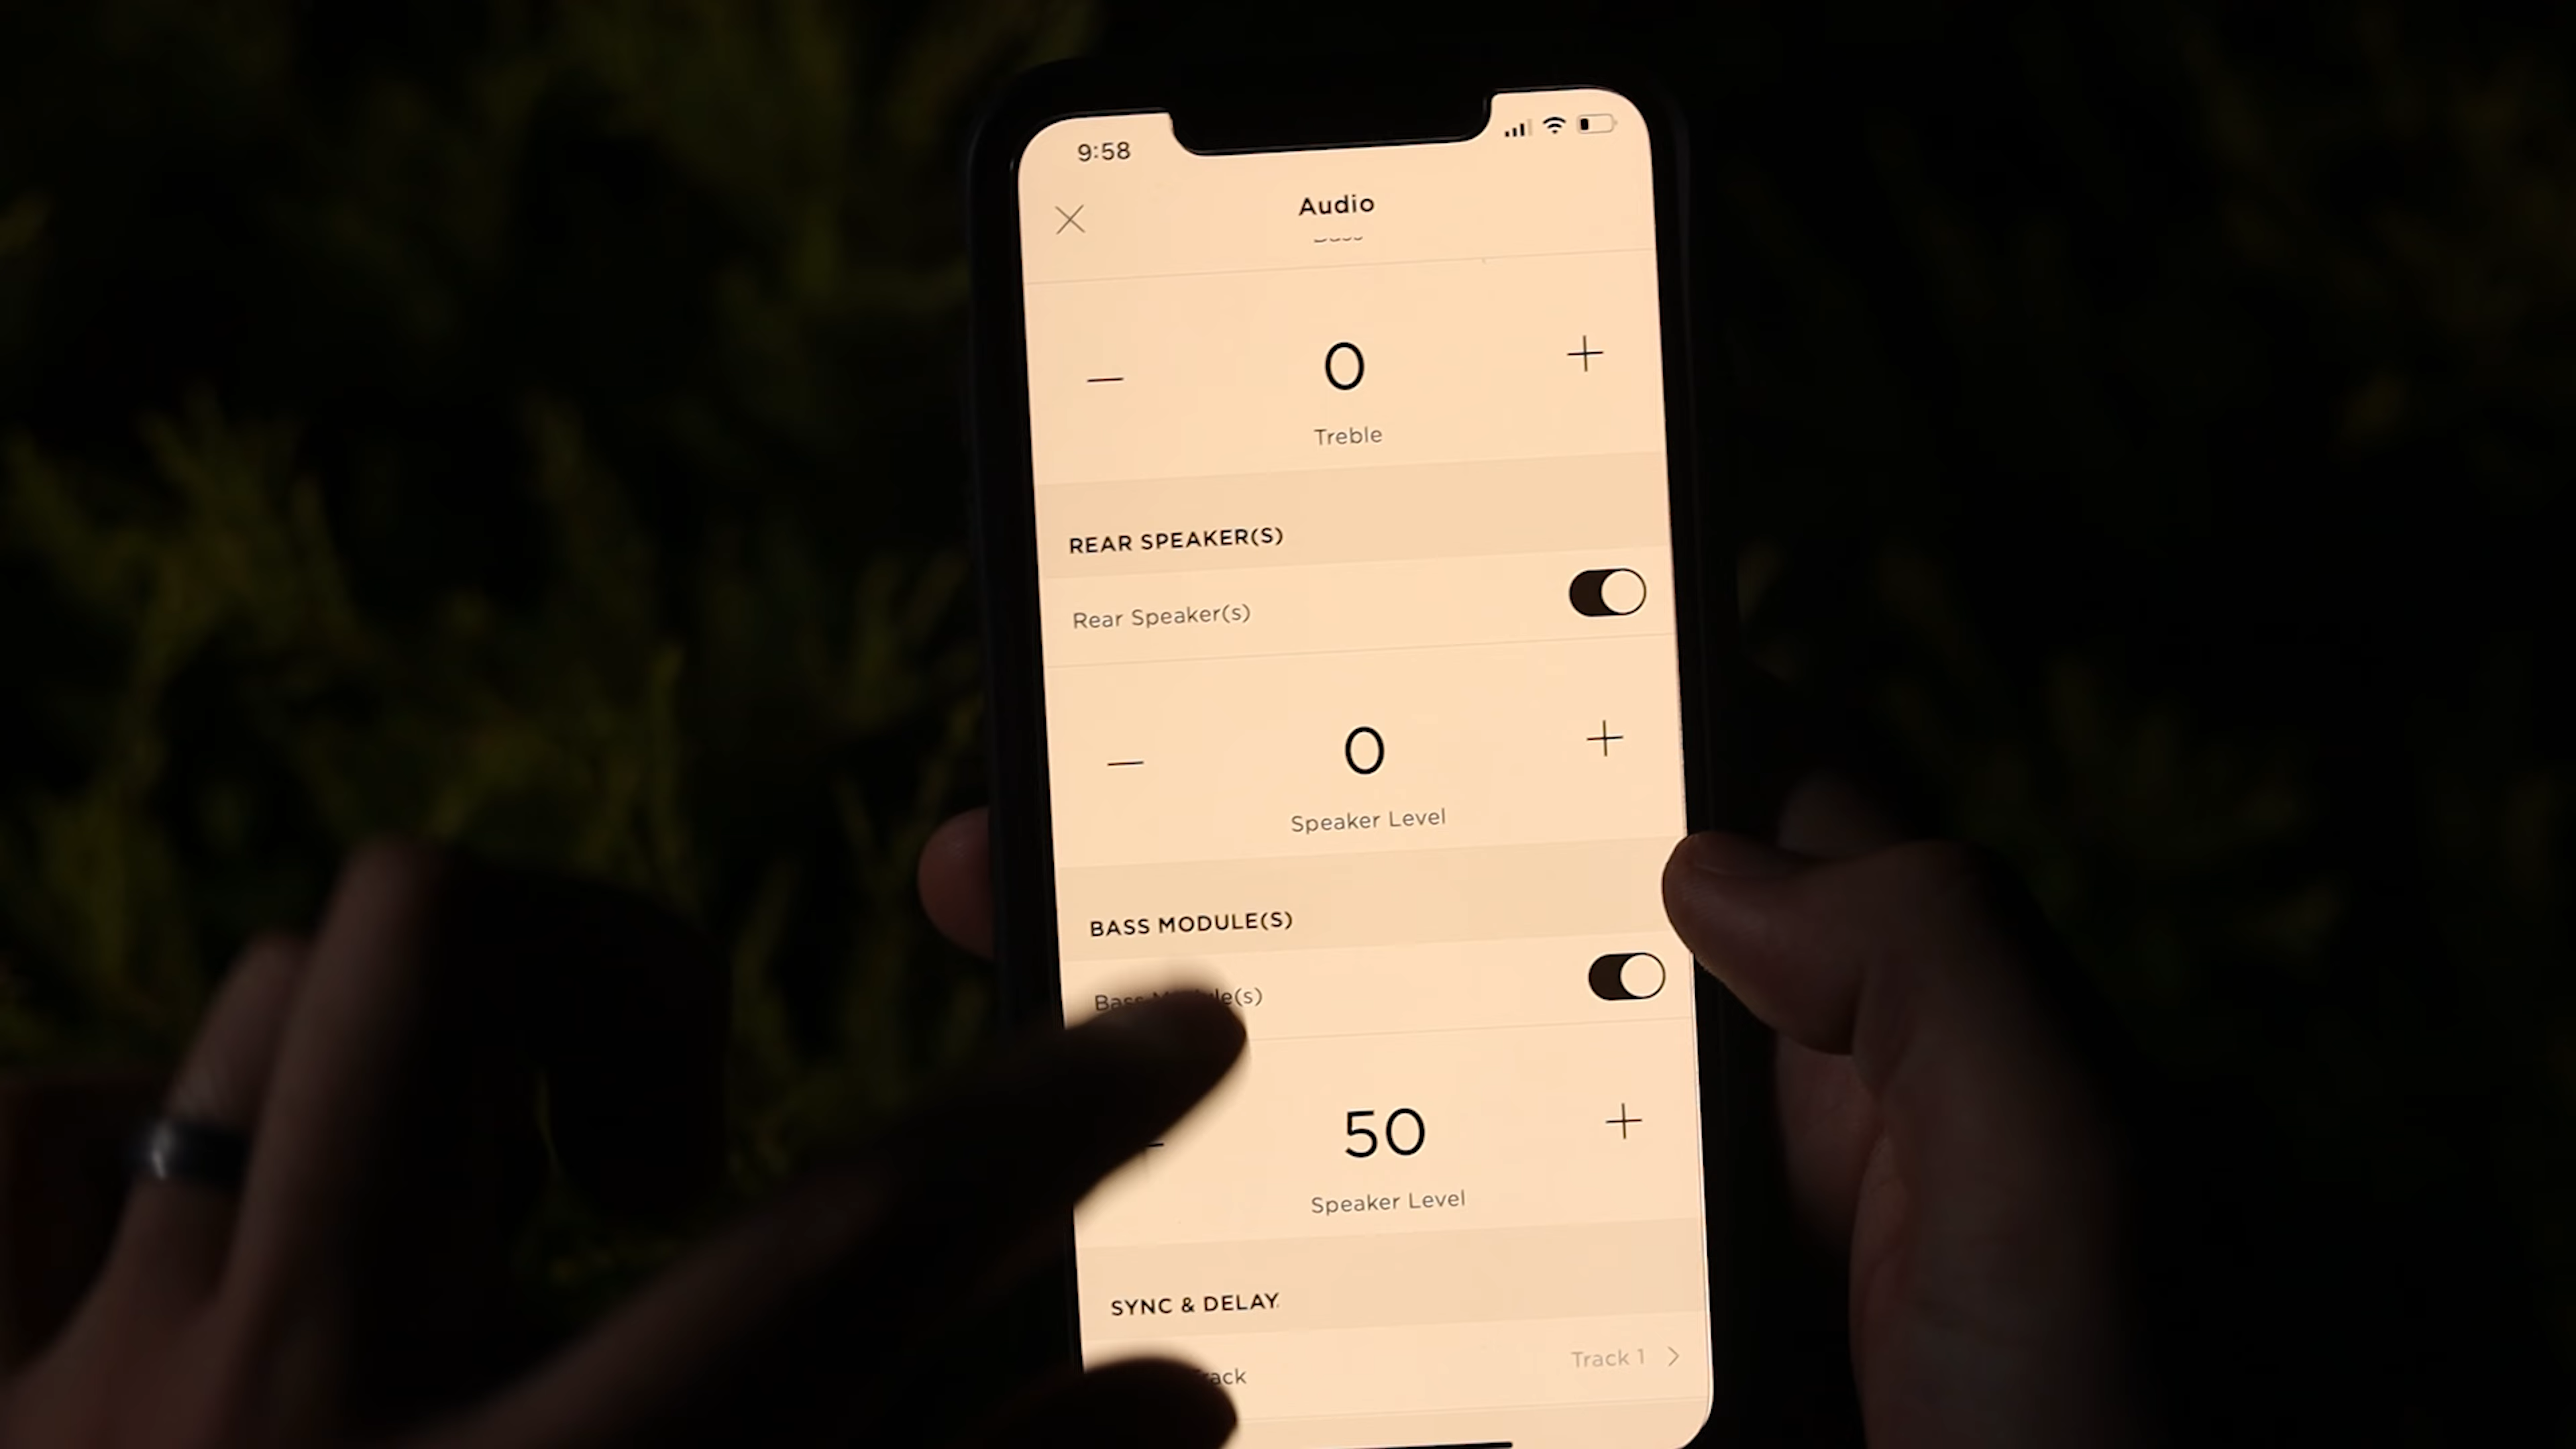 9:58
Audio
0
Treble
REAR SPEAKER(S)
Rear Speaker(s)
0
Speaker Level
BASS MODULE(S)
Bass
50
Speaker Level
SYNC & DELAY
Track 1